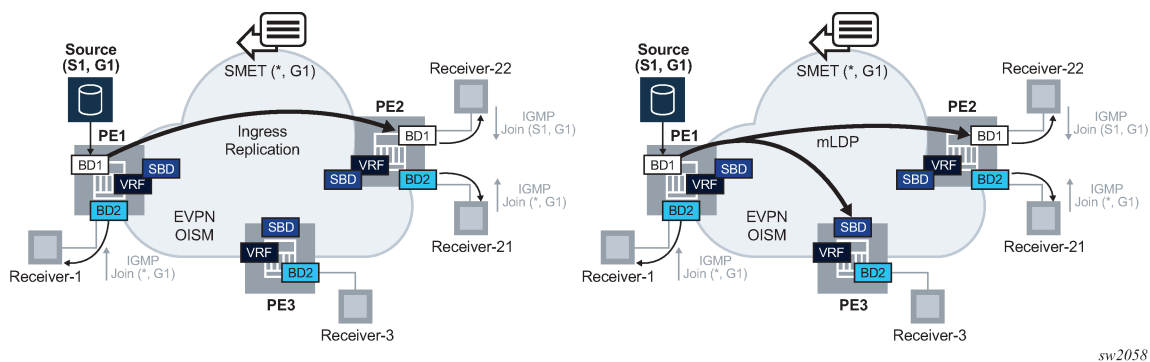 Source
(S1, G1)
SMET (*, G1)
PE1
BD1
VRF
SBD
BD2
Receiver-1
IGMP
Join (*, G1)
Ingress
Replication
EVPN
OISM
PE2
BD1
VRF
SBD
BD2
Receiver-22
IGMP
Join (S1, G1)
IGMP
Join (*, G1)
Receiver-21
SBD
VRF
BD2
PE3
Receiver-3
Source
(S1, G1)
SMET (*, G1)
PE1
BD1
VRF
SBD
BD2
Receiver-1
IGMP
Join (*, G1)
mLDP
EVPN
OISM
PE2
BD1
VRF
SBD
BD2
Receiver-22
IGMP
Join (S1, G1)
IGMP
Join (*, G1)
Receiver-21
SBD
VRF
BD2
PE3
Receiver-3
sw2058